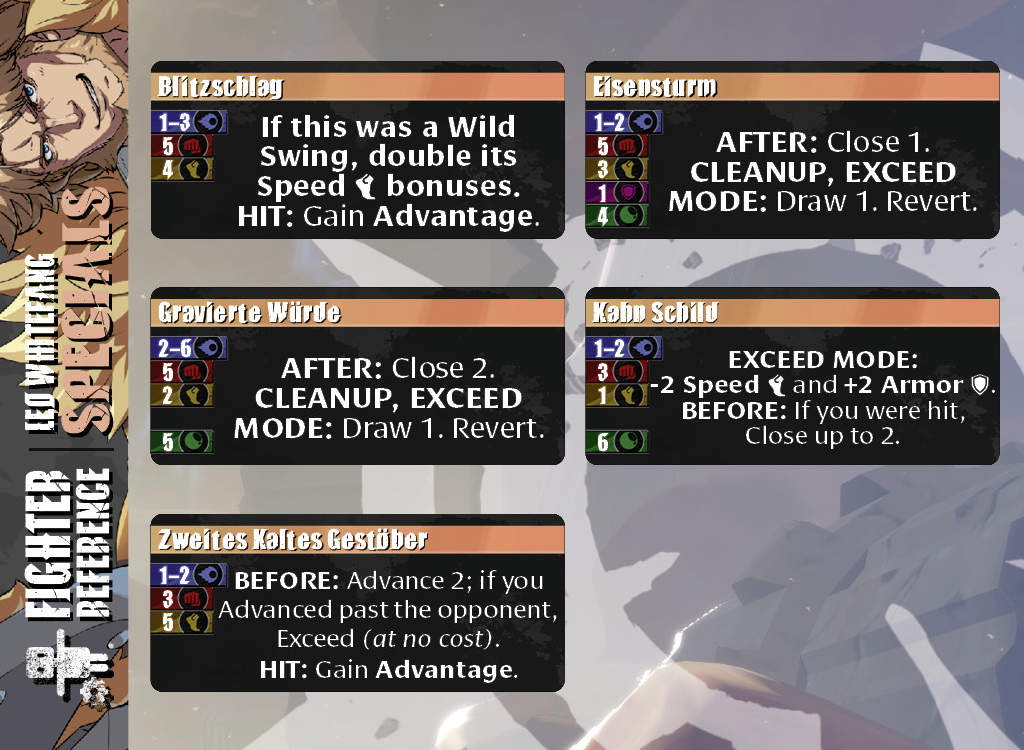 LEO WHITEFANG
SPECIALS
FIGHTER
REFERENCE
Blitzschlag
1-3
5
4
If this was a Wild
Swing, double its
Speed bonuses.
HIT: Gain Advantage.
Eisensturm
1-2
5
3
1
4
AFTER: Close 1.
CLEANUP, EXCEED
MODE: Draw 1. Revert.
Gravierte Würde
2-6
5
2
5
AFTER: Close 2.
CLEANUP, EXCEED
MODE: Draw 1. Revert.
Kahn Schild
1-2
3
1
6
EXCEED MODE:
-2 Speed and +2 Armor.
BEFORE: If you were hit,
Close up to 2.
Zweites Kaltes Gestöber
1-2
3
5
BEFORE: Advance 2; if you
Advanced past the opponent,
Exceed (at no cost).
HIT: Gain Advantage.